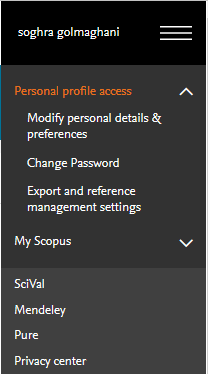 soghra golmaghani
Personal profile access
Modify personal details &
preferences
Change Password
Export and reference
management settings
My Scopus
SciVal
Mendeley
Pure
Privacy center